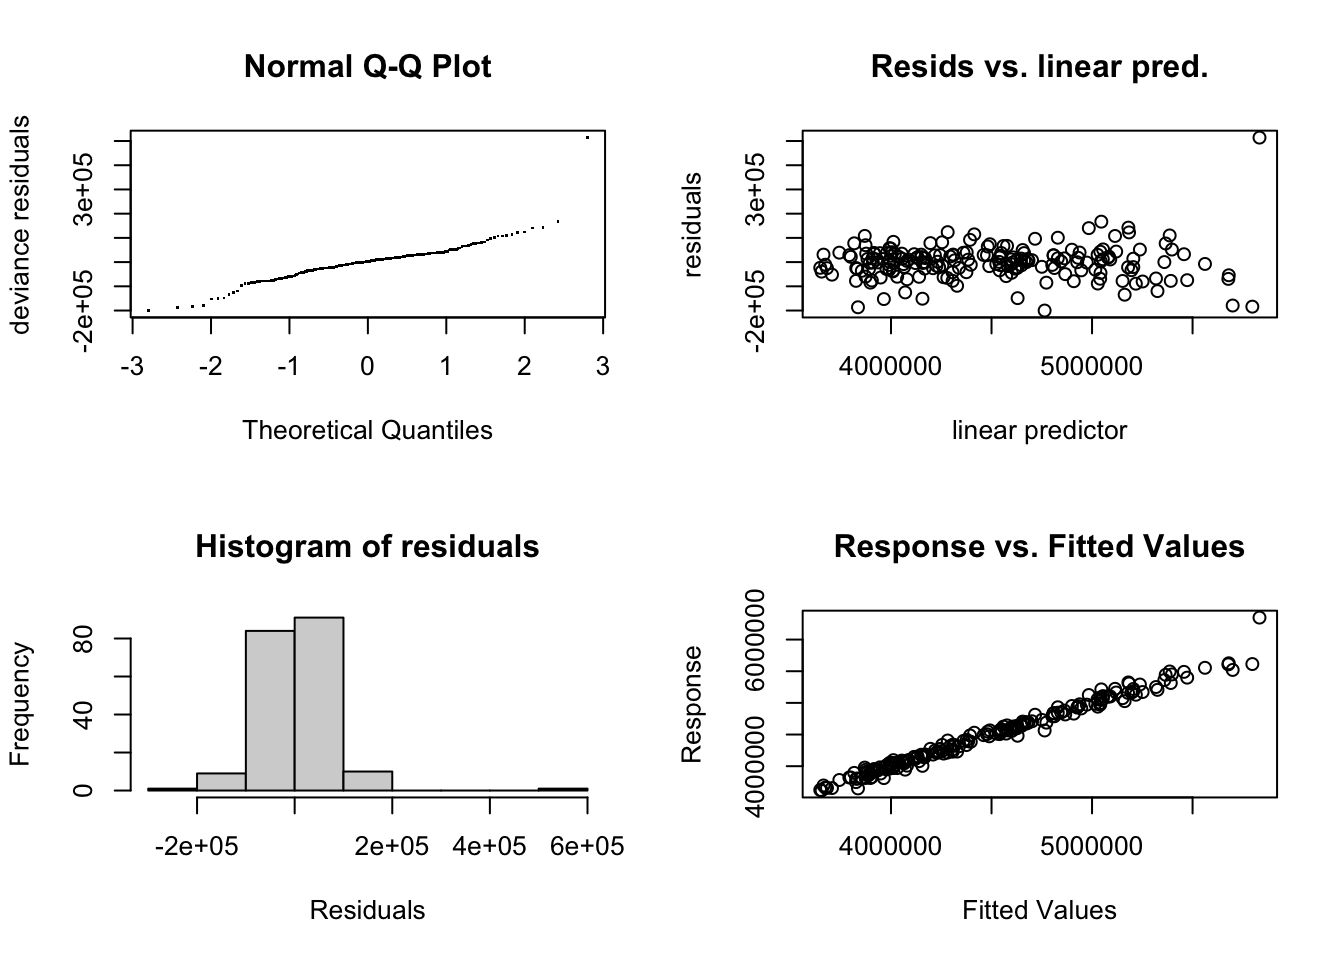 Normal Q-Q Plot
deviance residuals
-2e+05 3e+05
-3 -2 -1 0 1 2 3
Theoretical Quantiles
Resids vs. linear pred.
residuals
-2e+05 3e+05
4000000 5000000
linear predictor
Histogram of residuals
Frequency
0 40 80
-2e+05 2e+05 4e+05 6e+05
Residuals
Response vs. Fitted Values
Response
4000000 6000000
4000000 5000000
Fitted Values